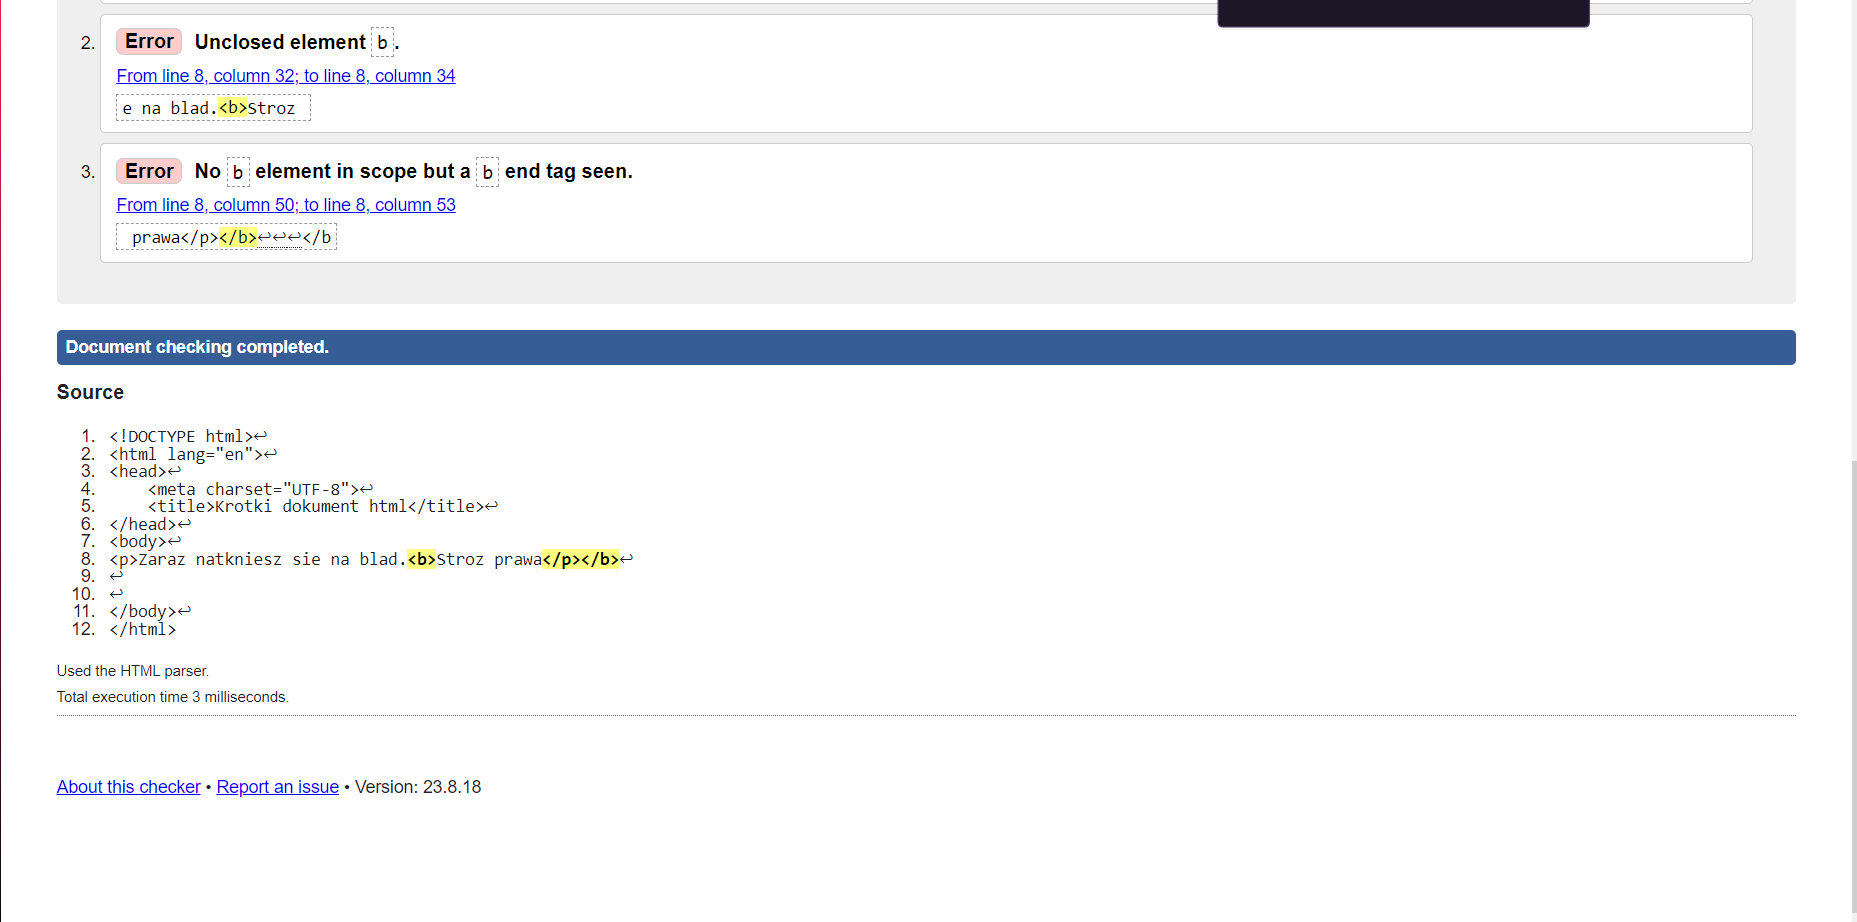 2. Error Unclosed element b.
From line 8, column 32; to line 8, column 34
e na blad.<b>Stroz
3. Error No b element in scope but a b end tag seen.
From line 8, column 50; to line 8, column 53
prawa</p></b>↩↩↩</b
Document checking completed.
Source
1. <!DOCTYPE html>↩
2. <html lang="en">↩
3. <head>↩
4. <meta charset="UTF-8">↩
5. <title>Krotki dokument html</title>↩
6. </head>↩
7. <body>↩
8. <p>Zaraz natkniesz sie na blad.<b>Stroz prawa</p></b>↩
9. ↩
10. ↩
11. </body>↩
12. </html>
Used the HTML parser.
Total execution time 3 milliseconds.
About this checker • Report an issue • Version: 23.8.18